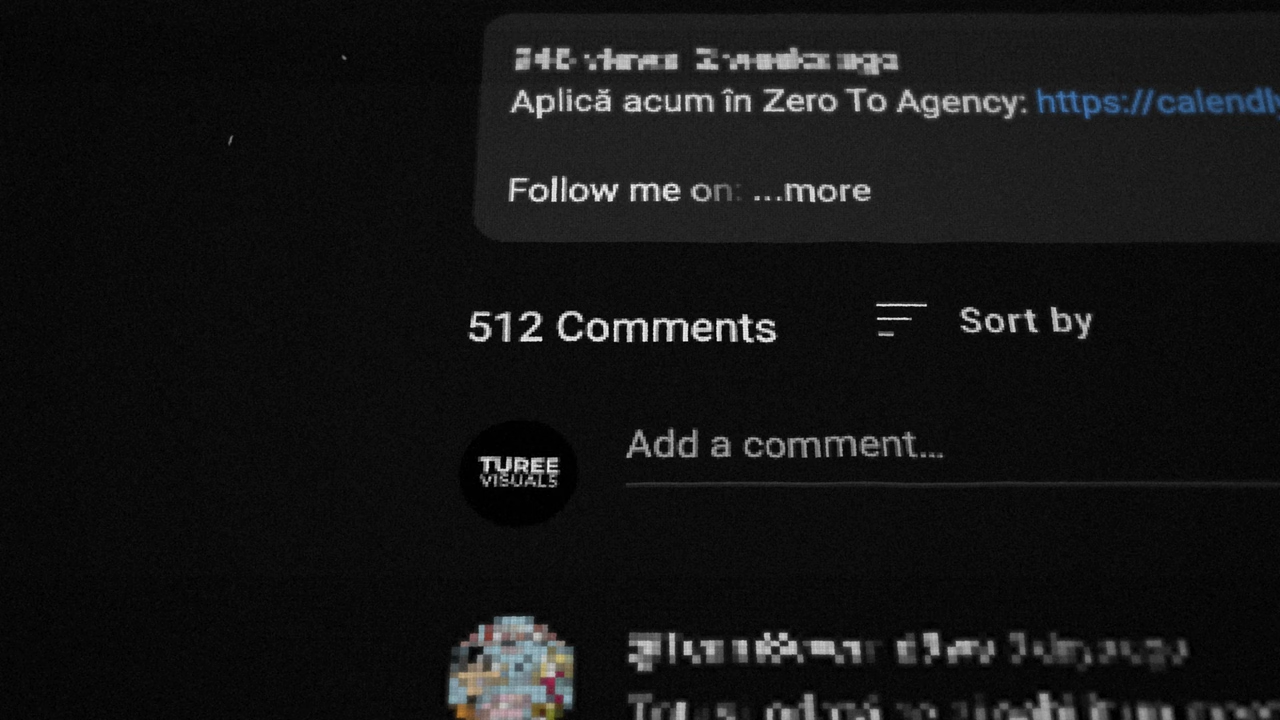 Aplică acum în Zero To Agency: https://calendly
Follow me on: ...more
512 Comments
Sort by
TUREE
VISUALS
Add a comment...